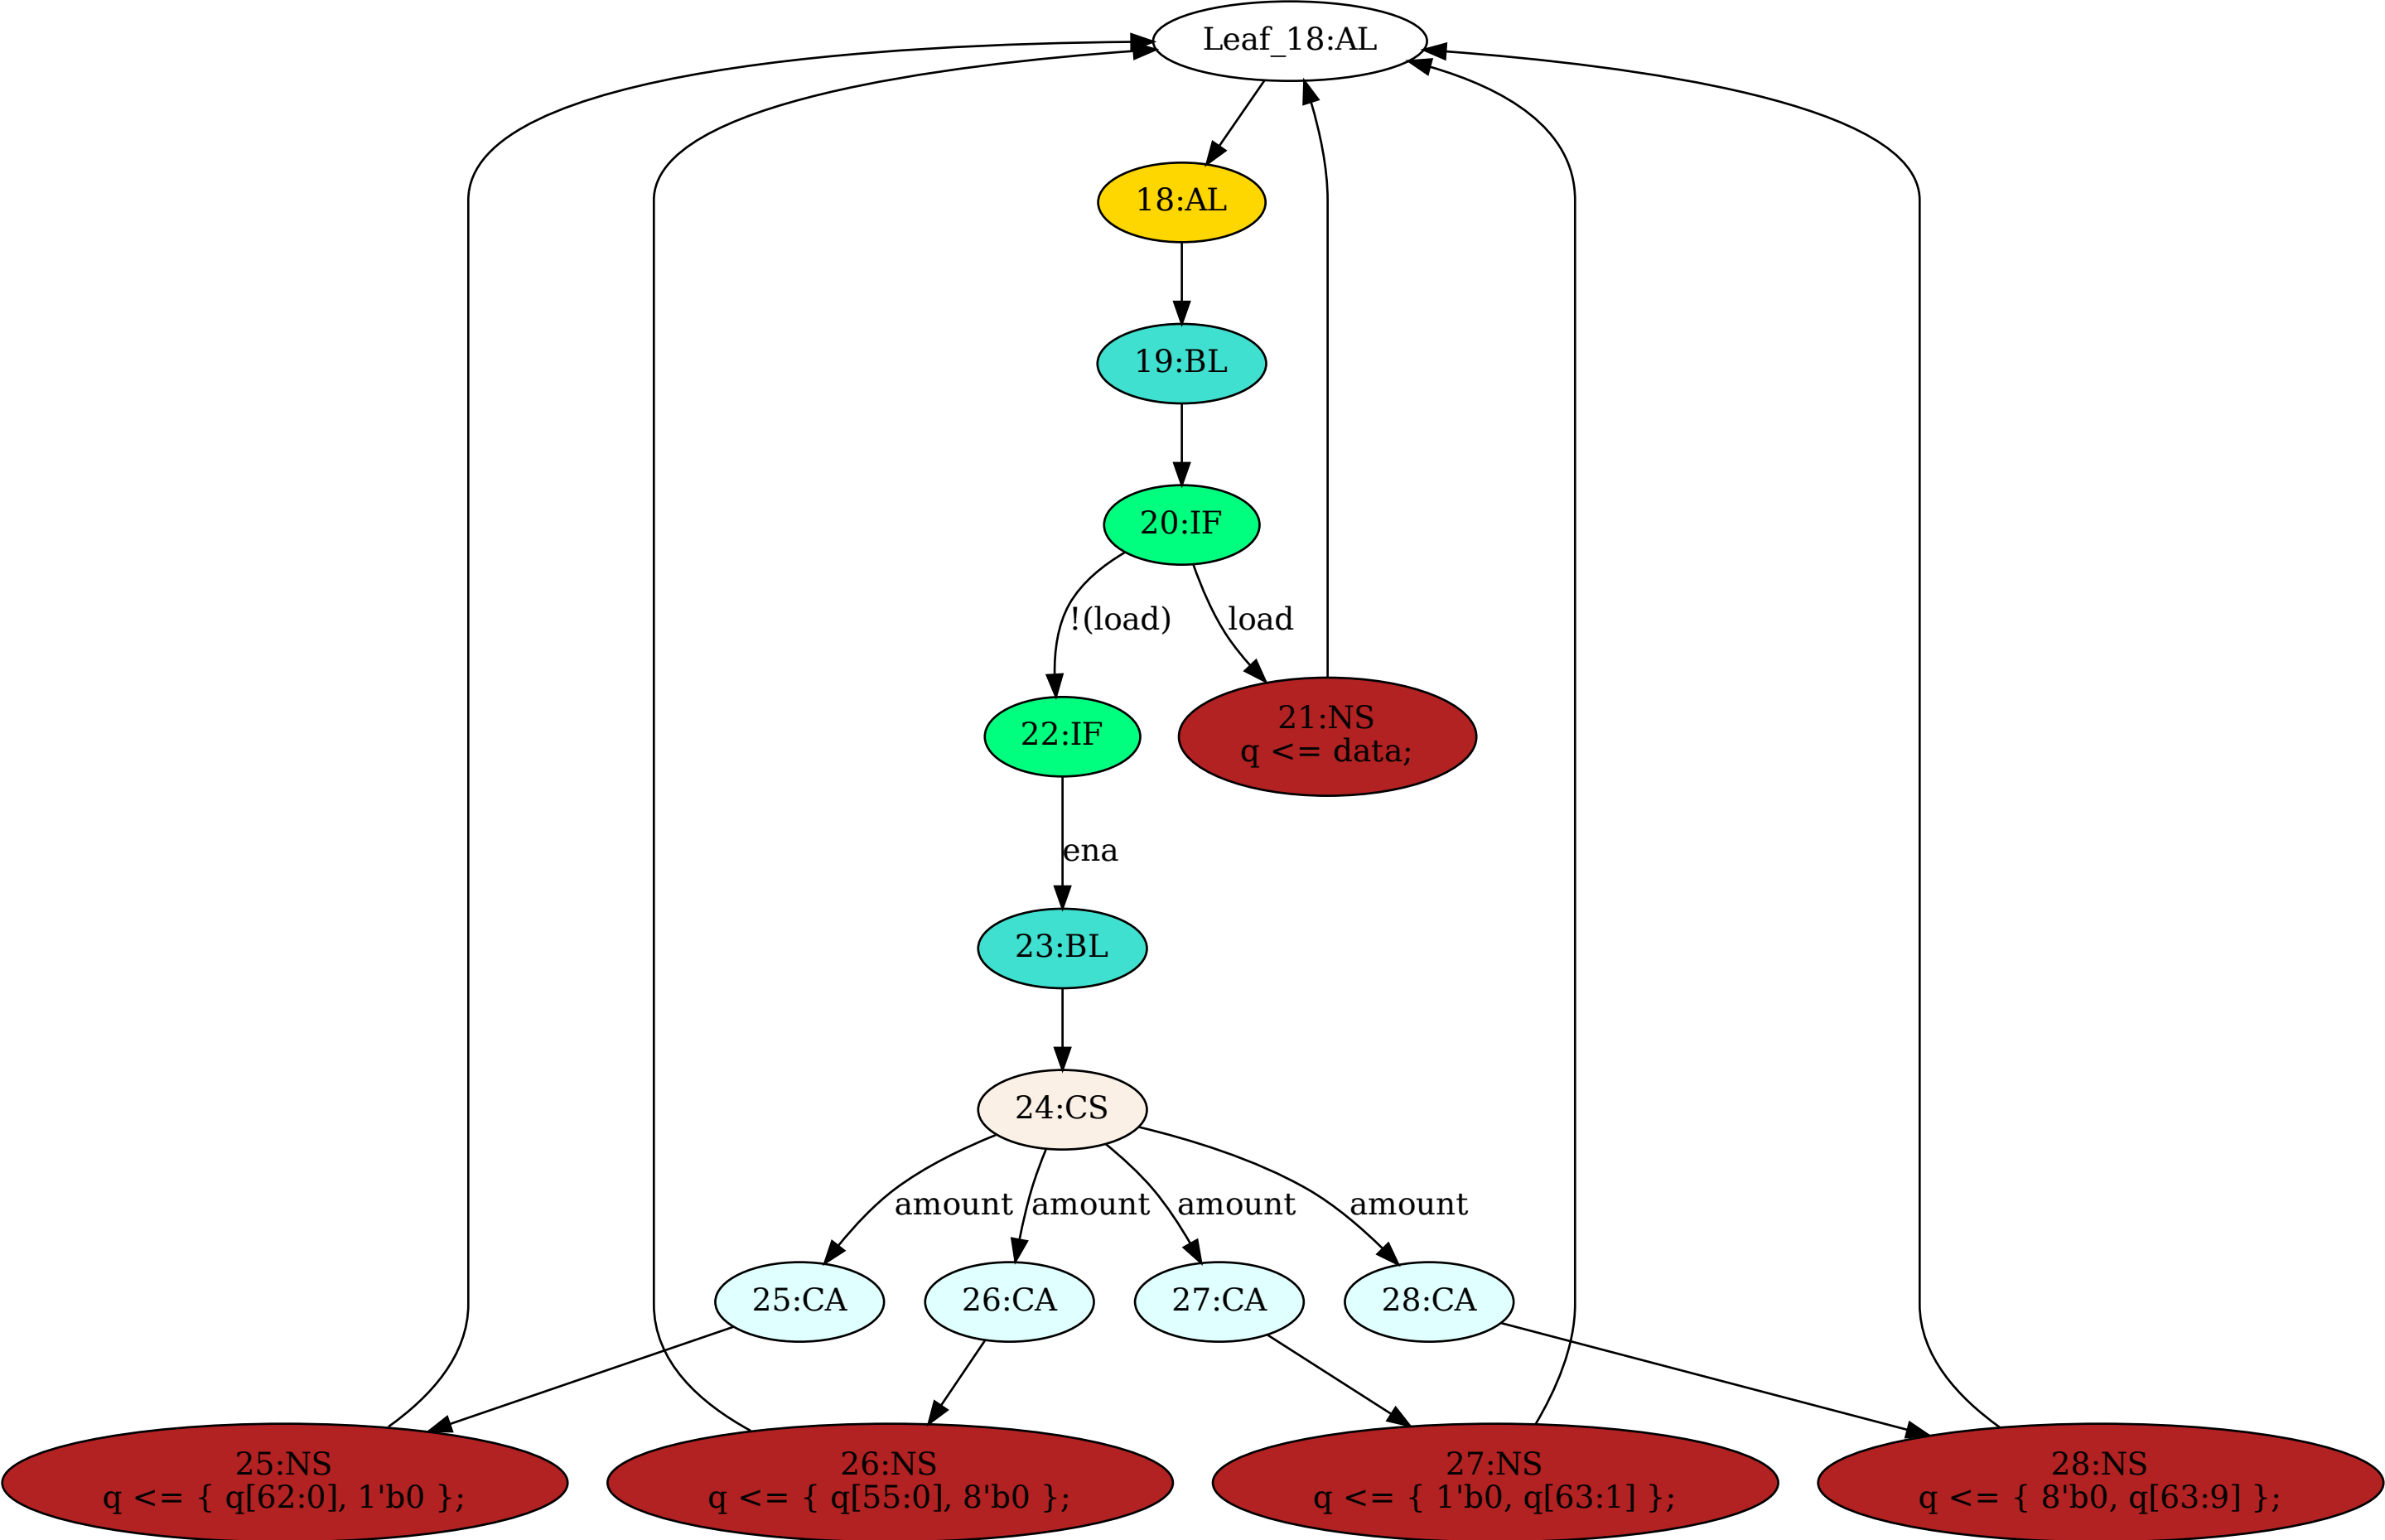 Leaf_18:AL
18:AL
19:BL
20:IF
!(load)
load
22:IF
21:NS
q <= data;
ena
23:BL
24:CS
amount
amount
amount
amount
25:CA
26:CA
27:CA
28:CA
25:NS
q <= { q[62:0], 1'b0 };
26:NS
q <= { q[55:0], 8'b0 };
27:NS
q <= { 1'b0, q[63:1] };
28:NS
q <= { 8'b0, q[63:9] };